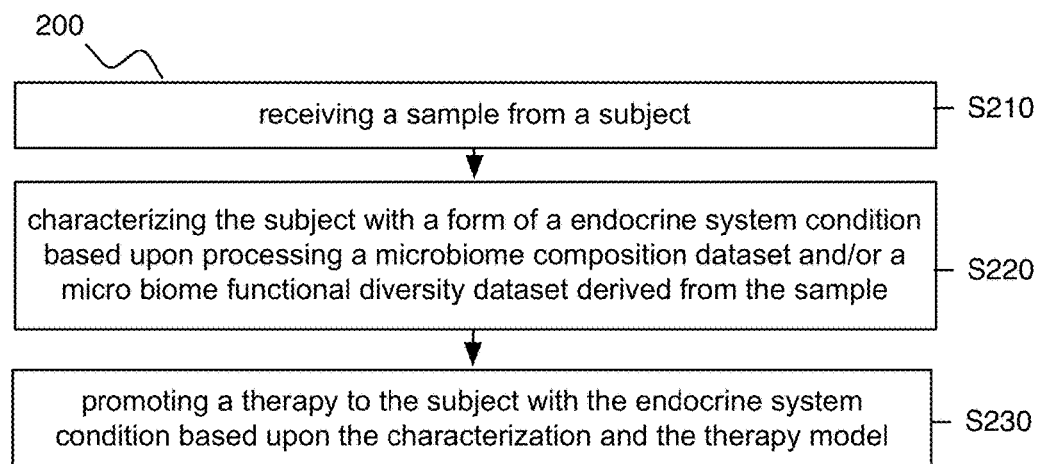 200
receiving a sample from a subject
S210
characterizing the subject with a form of a endocrine system condition
based upon processing a microbiome composition dataset and/or a
micro biome functional diversity dataset derived from the sample
S220
promoting a therapy to the subject with the endocrine system
condition based upon the characterization and the therapy model
S230